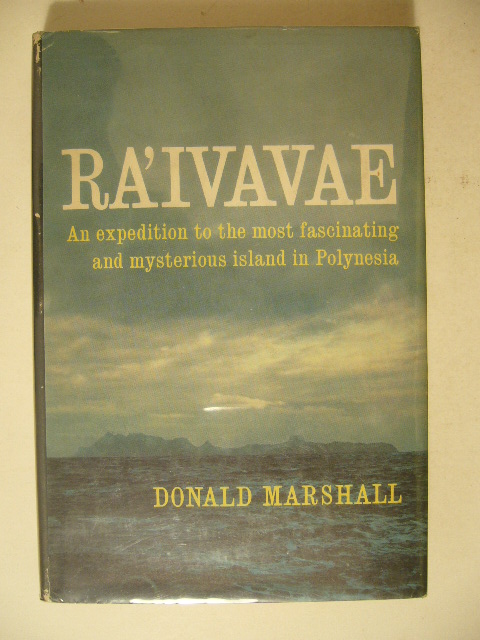 RA'IVAVAE
An expedition to the most fascinating
and mysterious island in Polynesia
DONALD MARSHALL